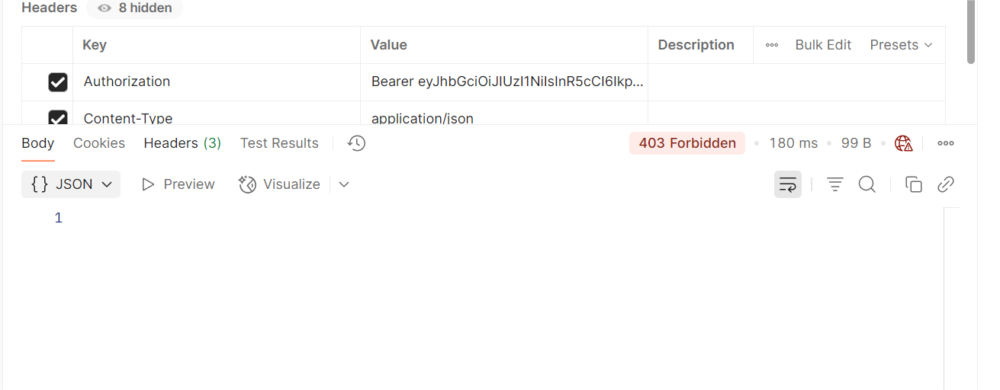 Headers 8 hidden
Key Value Description Bulk Edit Presets
Authorization Bearer eyJhbGciOiJIUzI1NiIsInR5cCI6Ikp...
Content-Type application/json
Body Cookies Headers (3) Test Results 403 Forbidden 180 ms 99 B
{} JSON Preview Visualize
1